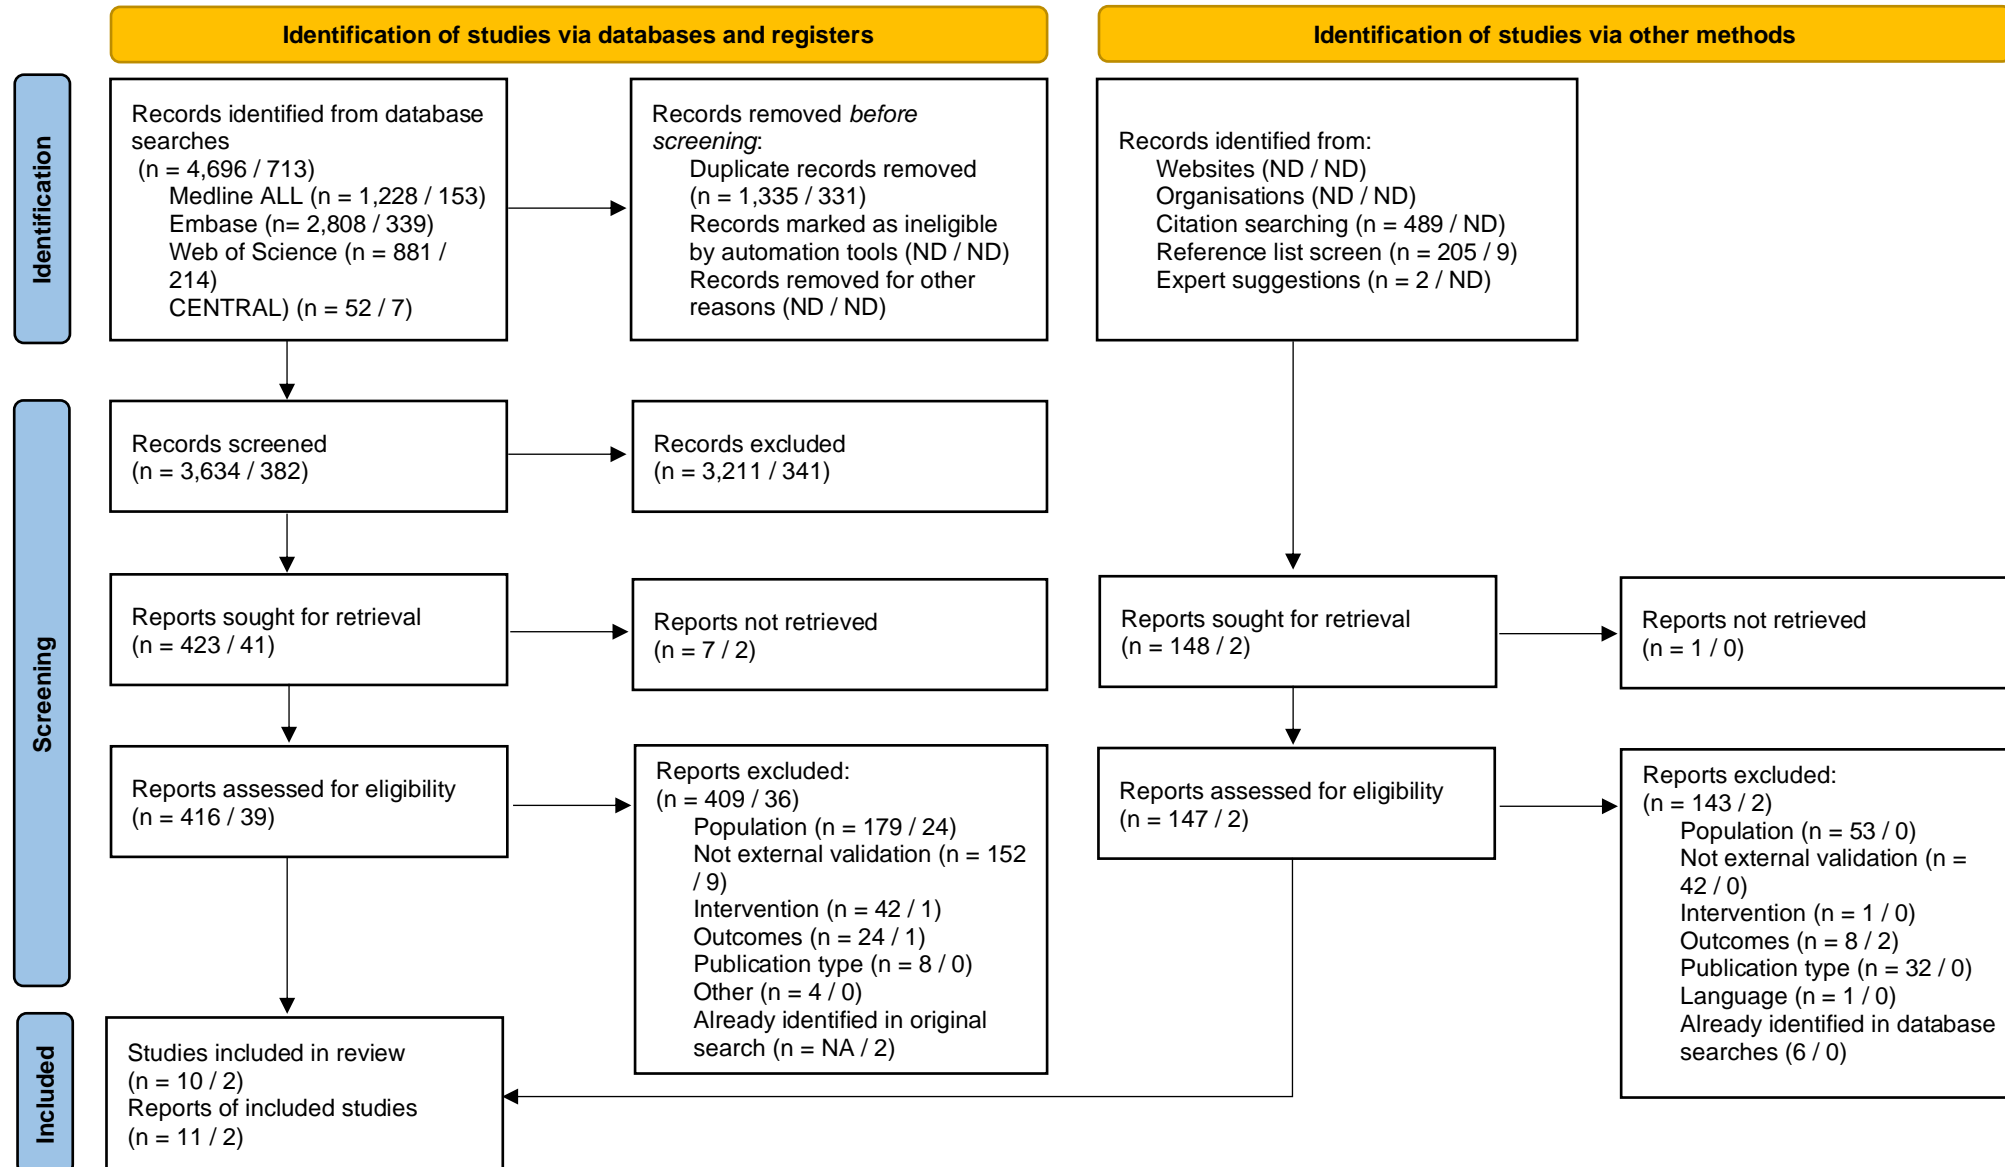 Identification of studies via databases and registers
Identification of studies via other methods
Identification
Records identified from database
searches
(n = 4,696 / 713)
Medline ALL (n = 1,228 / 153)
Embase (n= 2,808 / 339)
Web of Science (n = 881 /
214)
CENTRAL) (n = 52 / 7)
Records removed before
screening:
Duplicate records removed
(n = 1,335 / 331)
Records marked as ineligible
by automation tools (ND / ND)
Records removed for other
reasons (ND / ND)
Records identified from:
Websites (ND / ND)
Organisations (ND / ND)
Citation searching (n = 489 / ND)
Reference list screen (n = 205 / 9)
Expert suggestions (n = 2 / ND)
Screening
Records screened
(n = 3,634 / 382)
Records excluded
(n = 3,211 / 341)
Reports sought for retrieval
(n = 423 / 41)
Reports not retrieved
(n = 7 / 2)
Reports sought for retrieval
(n = 148 / 2)
Reports not retrieved
(n = 1 / 0)
Reports assessed for eligibility
(n = 416 / 39)
Reports excluded:
(n = 409 / 36)
Population (n = 179 / 24)
Not external validation (n = 152
/ 9)
Intervention (n = 42 / 1)
Outcomes (n = 24 / 1)
Publication type (n = 8 / 0)
Other (n = 4 / 0)
Already identified in original
search (n = NA / 2)
Reports assessed for eligibility
(n = 147 / 2)
Reports excluded:
(n = 143 / 2)
Population (n = 53 / 0)
Not external validation (n =
42 / 0)
Intervention (n = 1 / 0)
Outcomes (n = 8 / 2)
Publication type (n = 32 / 0)
Language (n = 1 / 0)
Already identified in database
searches (6 / 0)
Included
Studies included in review
(n = 10 / 2)
Reports of included studies
(n = 11 / 2)